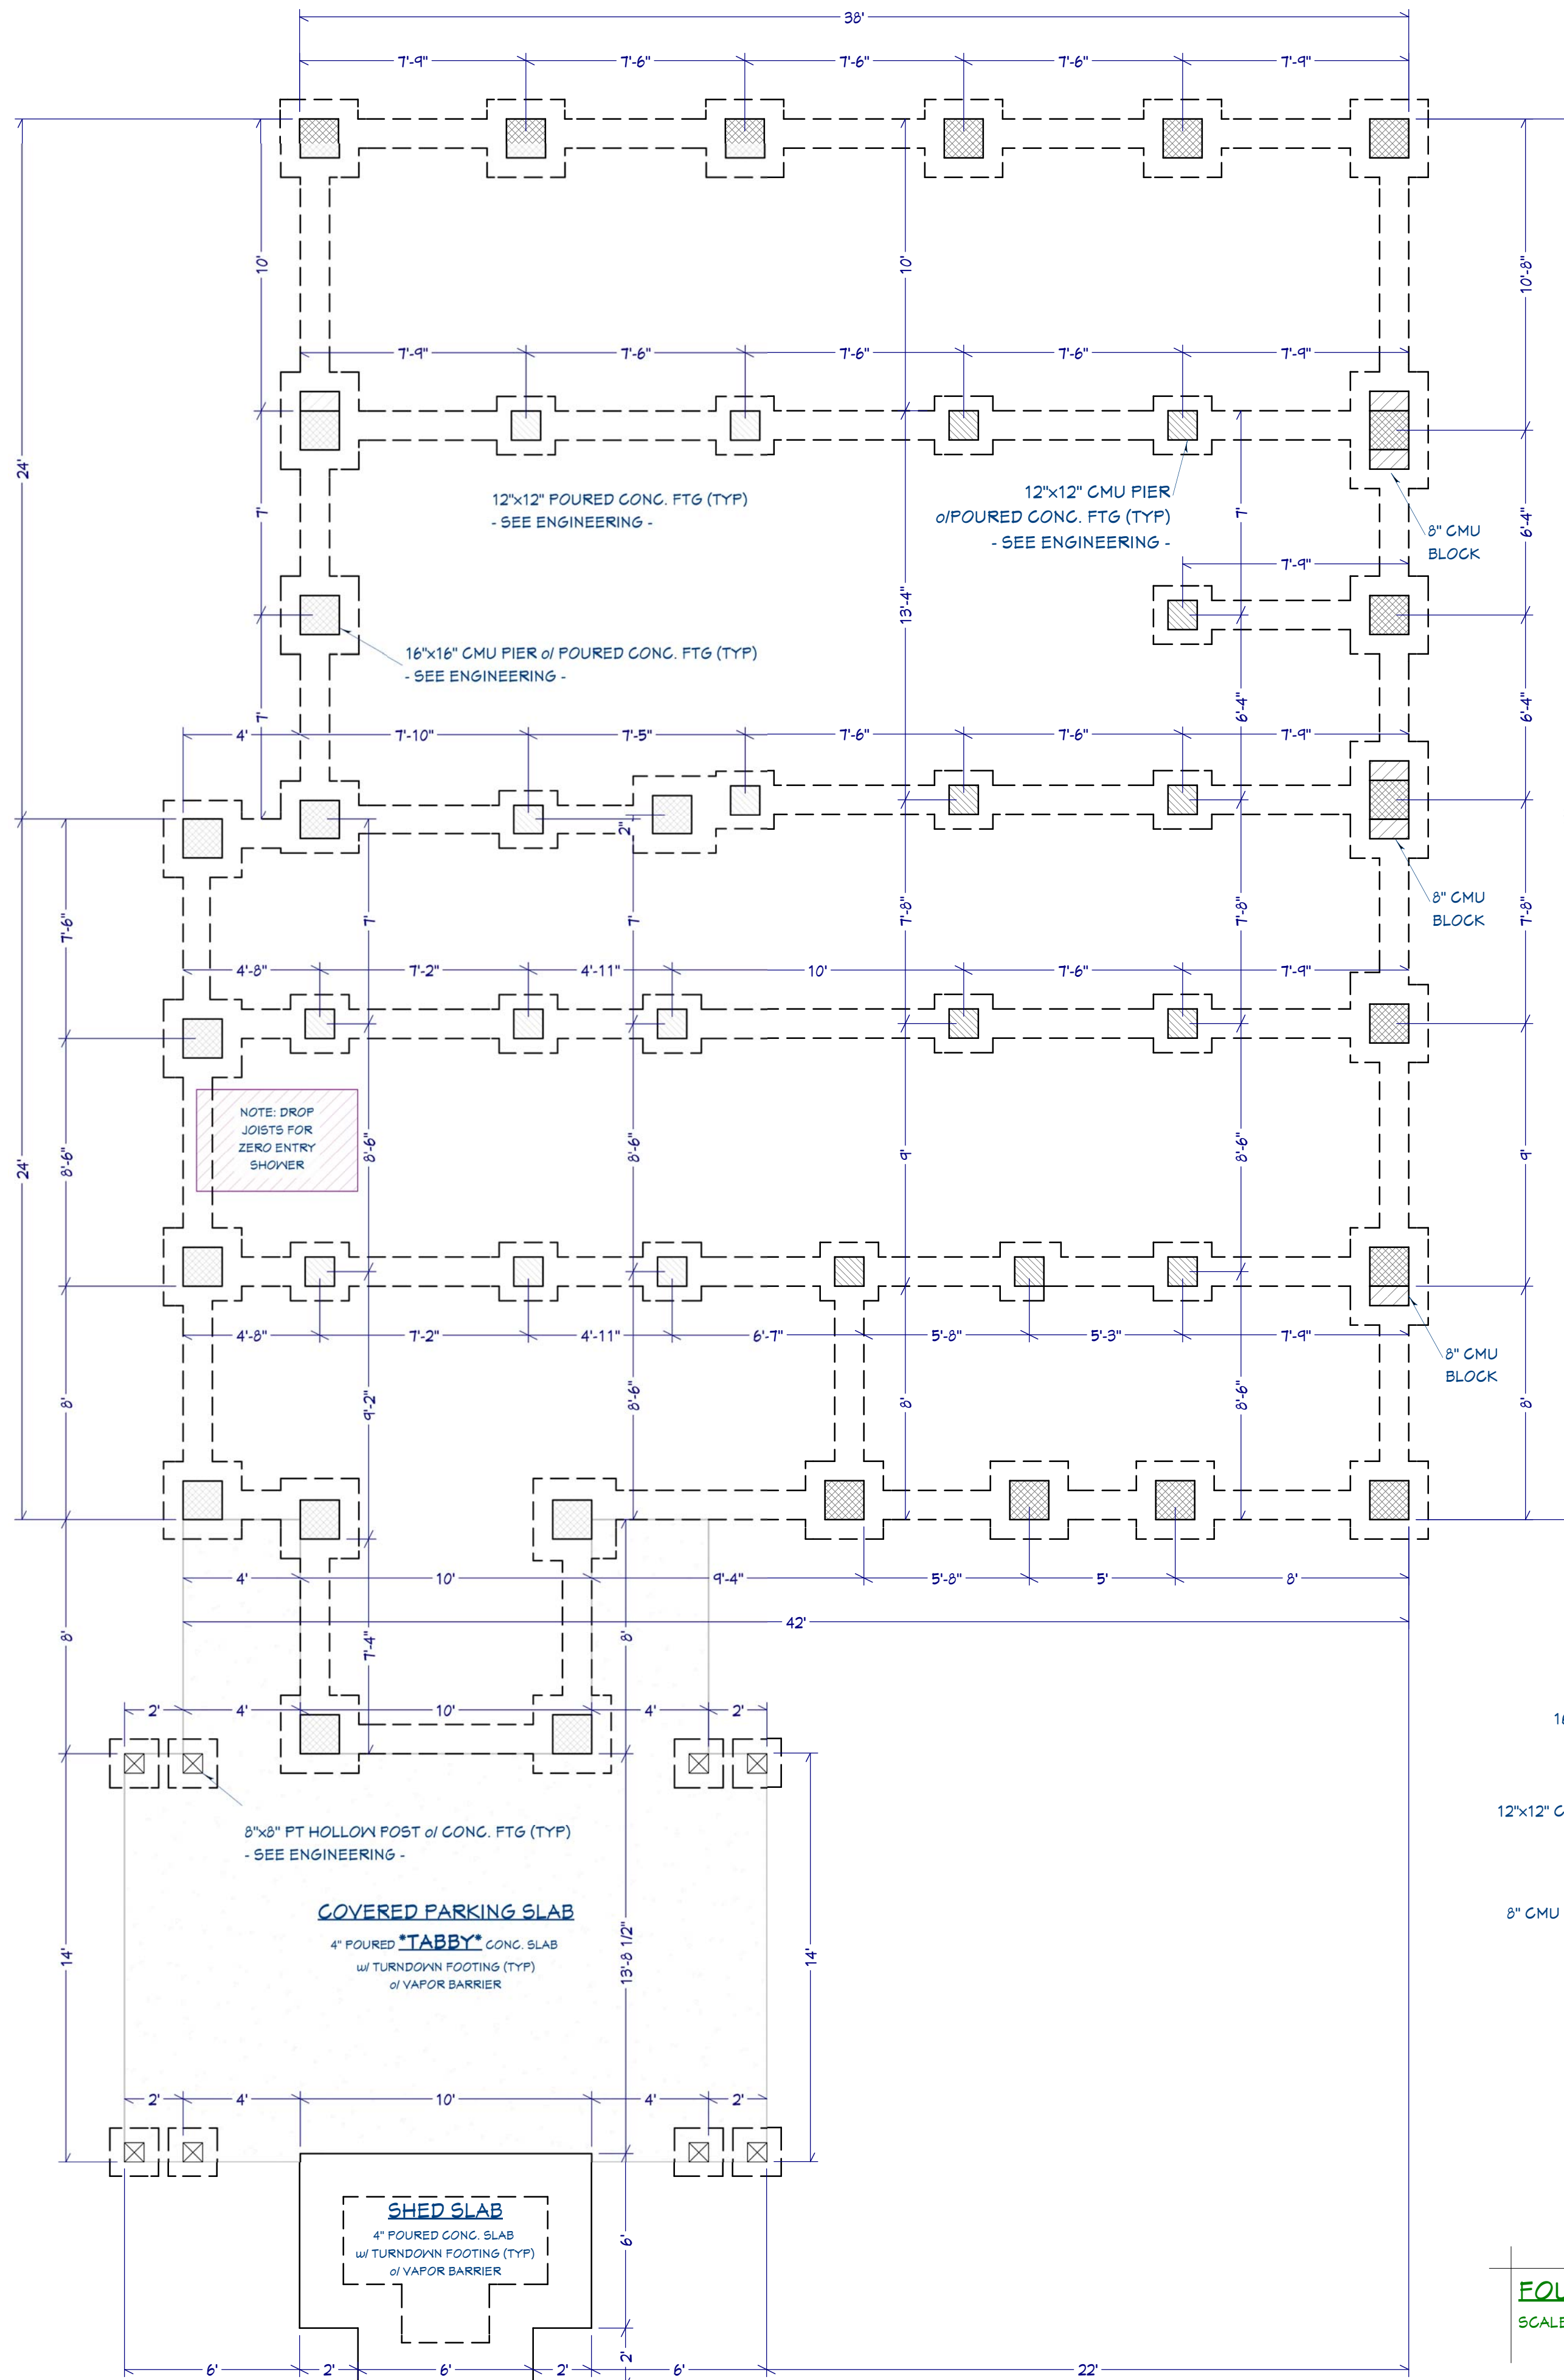 38'
7'-9" 7'-6" 7'-6" 7'-6" 7'-9"
24'
10'
10'
10'-8"
7'-9" 7'-6" 7'-6" 7'-6" 7'-9"
12"x12" POURED CONC. FTG (TYP)
- SEE ENGINEERING -
12"x12" CMU PIER
o/POURED CONC. FTG (TYP)
- SEE ENGINEERING -
8" CMU
BLOCK
7'
7'
6'-4"
7'-9"
13'-4"
16"x16" CMU PIER o/ POURED CONC. FTG (TYP)
- SEE ENGINEERING -
7'
6'-4"
6'-4"
4' 7'-10" 7'-5" 7'-6" 7'-6" 7'-9"
2"
8" CMU
BLOCK
7'-6"
7'
7'
7'-8"
7'-8"
7'-8"
4'-8" 7'-2" 4'-11" 10' 7'-6" 7'-9"
NOTE: DROP
JOISTS FOR
ZERO ENTRY
SHOWER
24'
8'-6"
8'-6"
8'-6"
9'
8'-6"
9'
4'-8" 7'-2" 4'-11" 6'-7" 5'-8" 5'-3" 7'-9"
8" CMU
BLOCK
8'
9'-2"
8'-6"
8'
8'-6"
8'
4' 10' 9'-4" 5'-8" 5' 8'
42'
8'
7'-4"
8'
2' 4' 10' 4' 2'
16
8"x8" PT HOLLOW POST o/ CONC. FTG (TYP)
- SEE ENGINEERING -
12"x12" C
COVERED PARKING SLAB
4" POURED *TABBY* CONC. SLAB
w/ TURNDOWN FOOTING (TYP)
o/ VAPOR BARRIER
8" CMU
14'
13'-8 1/2"
14'
2' 4' 10' 4' 2'
SHED SLAB
4" POURED CONC. SLAB
w/ TURNDOWN FOOTING (TYP)
o/ VAPOR BARRIER
6'
2'
FOU
SCALE
6' 2' 6' 2' 6' 22'